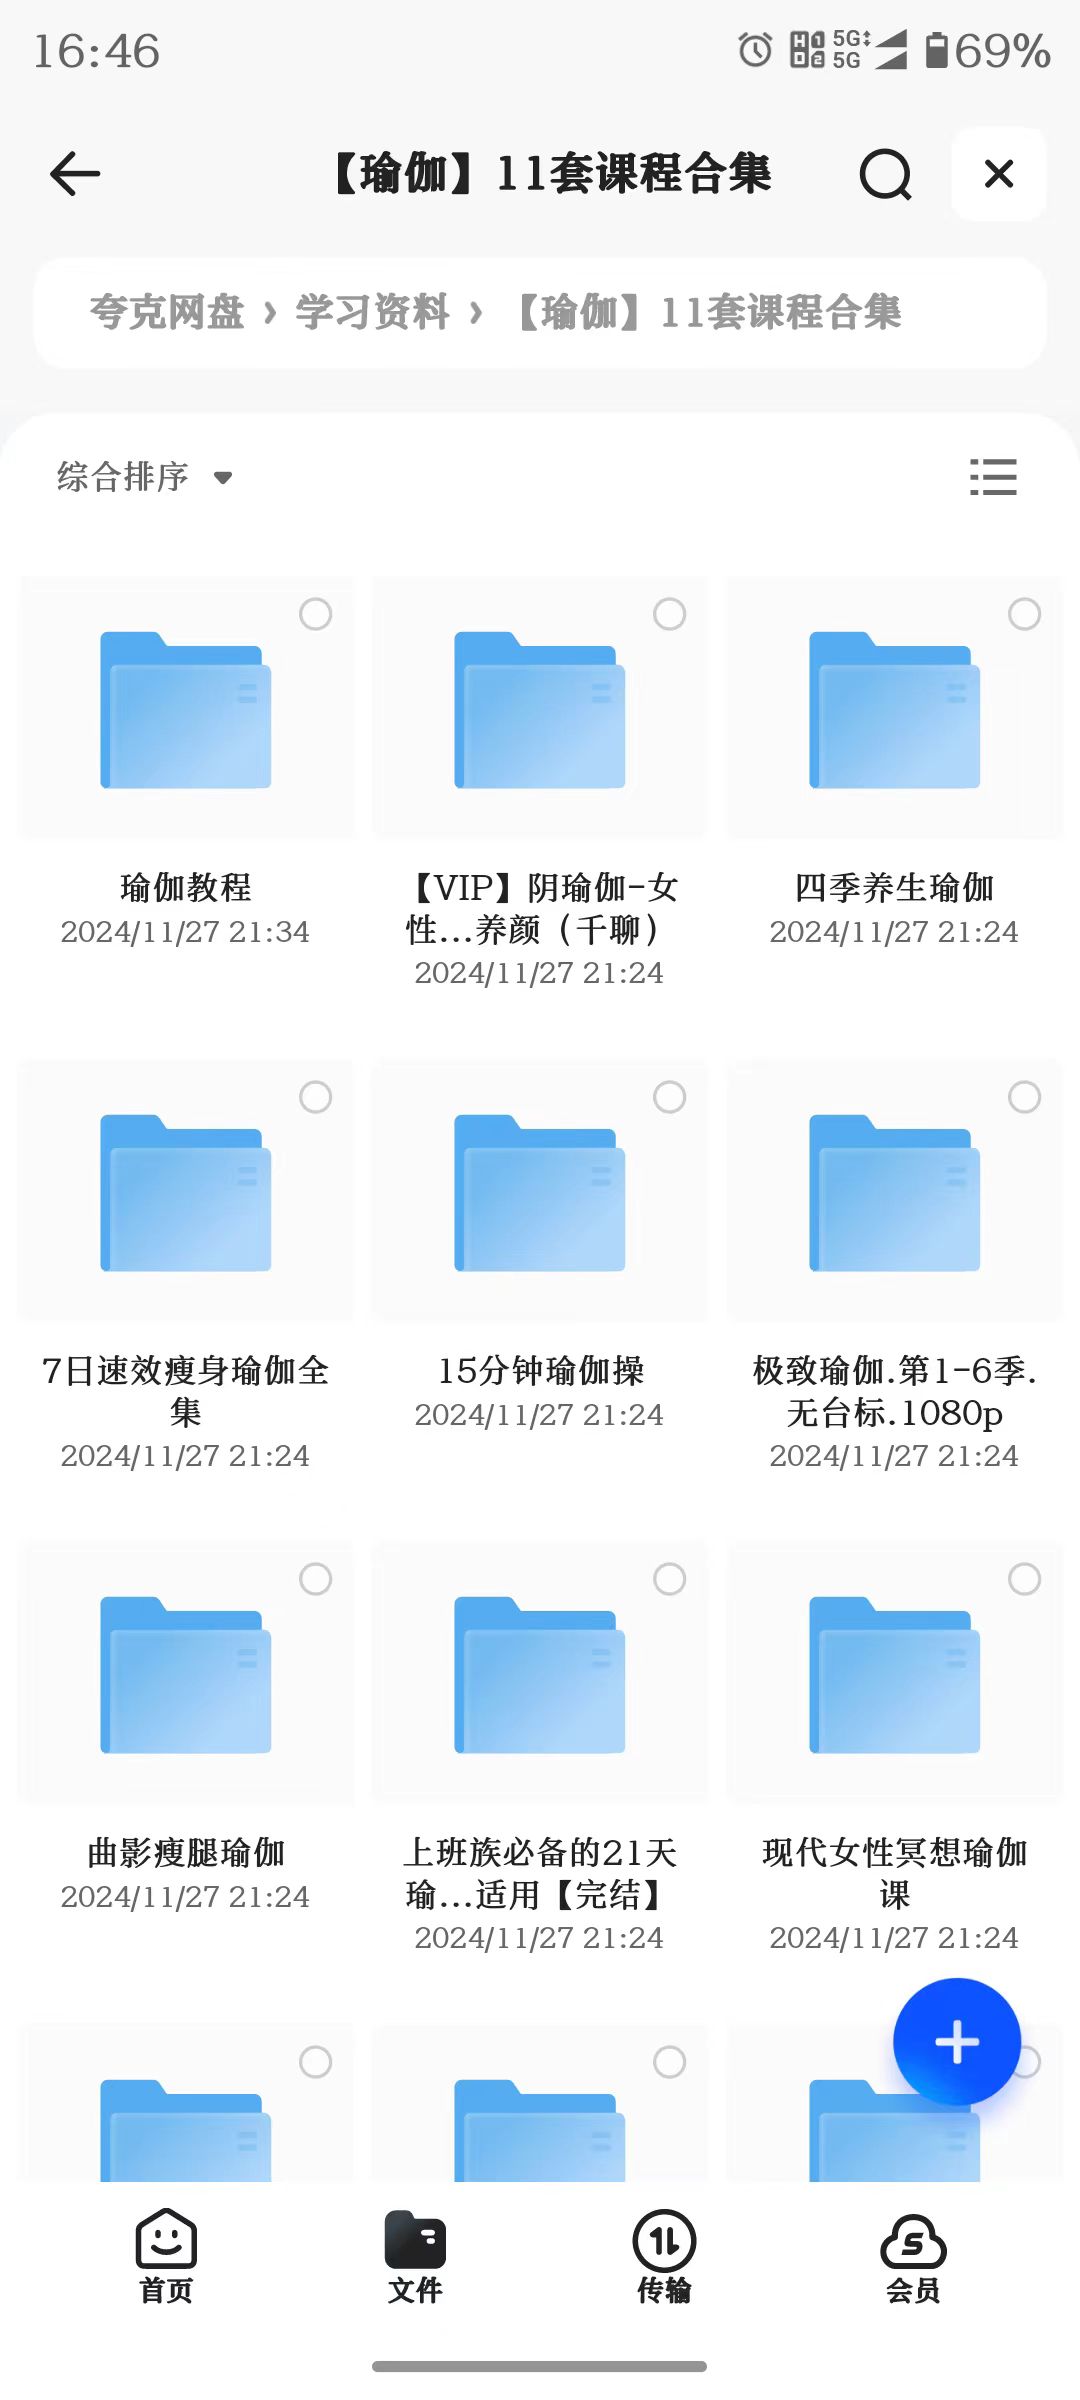 16:46
5G
5G
69%
【瑜伽】11套课程合集
夸克网盘 › 学习资料 › 【瑜伽】11套课程合集
综合排序
瑜伽教程
2024/11/27 21:34
【VIP】阴瑜伽-女
性...养颜（千聊）
2024/11/27 21:24
四季养生瑜伽
2024/11/27 21:24
7日速效瘦身瑜伽全
集
2024/11/27 21:24
15分钟瑜伽操
2024/11/27 21:24
极致瑜伽.第1-6季.
无台标.1080p
2024/11/27 21:24
曲影瘦腿瑜伽
2024/11/27 21:24
上班族必备的21天
瑜...适用【完结】
2024/11/27 21:24
现代女性冥想瑜伽
课
2024/11/27 21:24
首页
文件
传输
会员